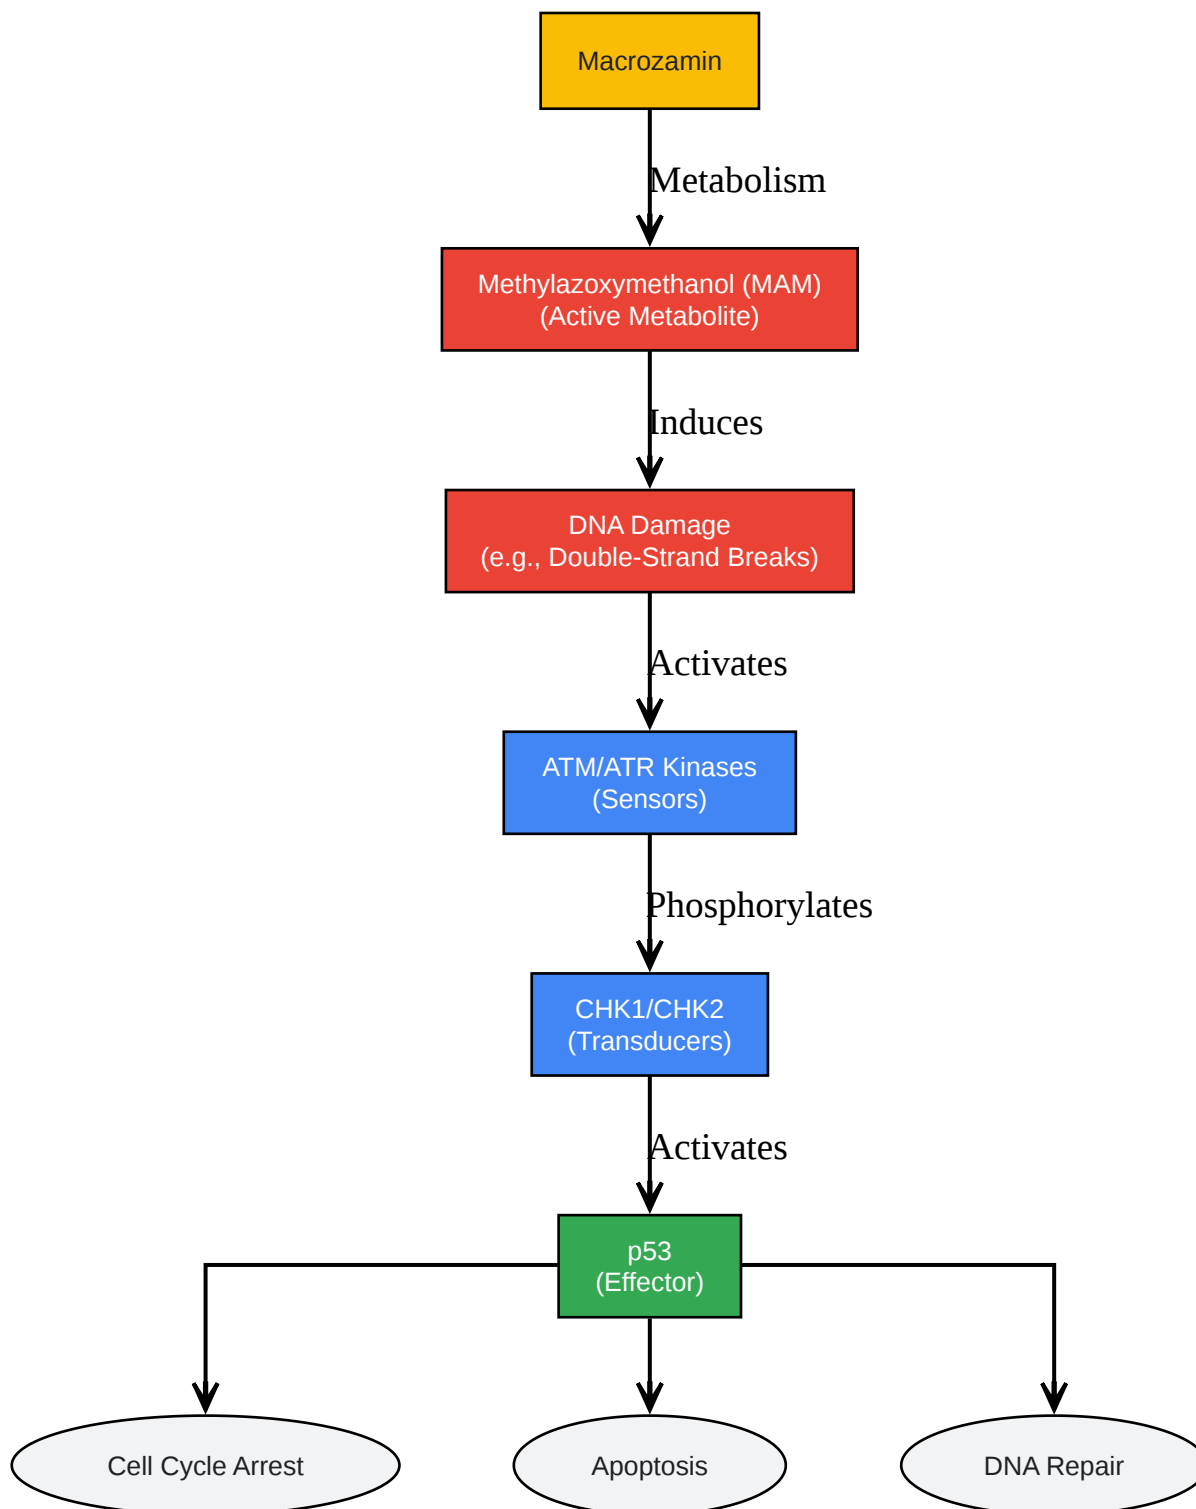 Macrozamin
Metabolism
Methylazoxymethanol (MAM)
(Active Metabolite)
Induces
DNA Damage
(e.g., Double-Strand Breaks)
Activates
ATM/ATR Kinases
(Sensors)
Phosphorylates
CHK1/CHK2
(Transducers)
Activates
p53
(Effector)
Cell Cycle Arrest
Apoptosis
DNA Repair